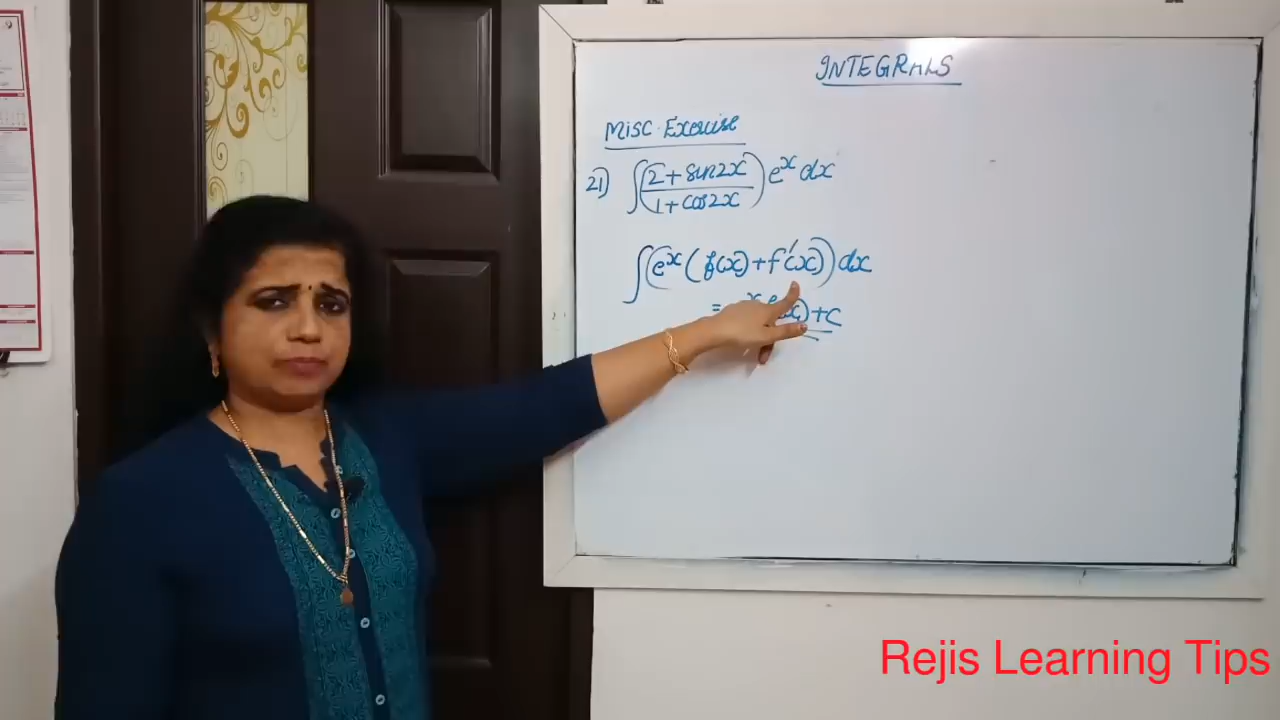 INTEGRALS
Misc. Exercise
21) ∫(2+sin2x / 1+cos2x) e^x dx
∫(e^x (f(x)+f'(x)) dx
= +c
Rejis Learning Tips